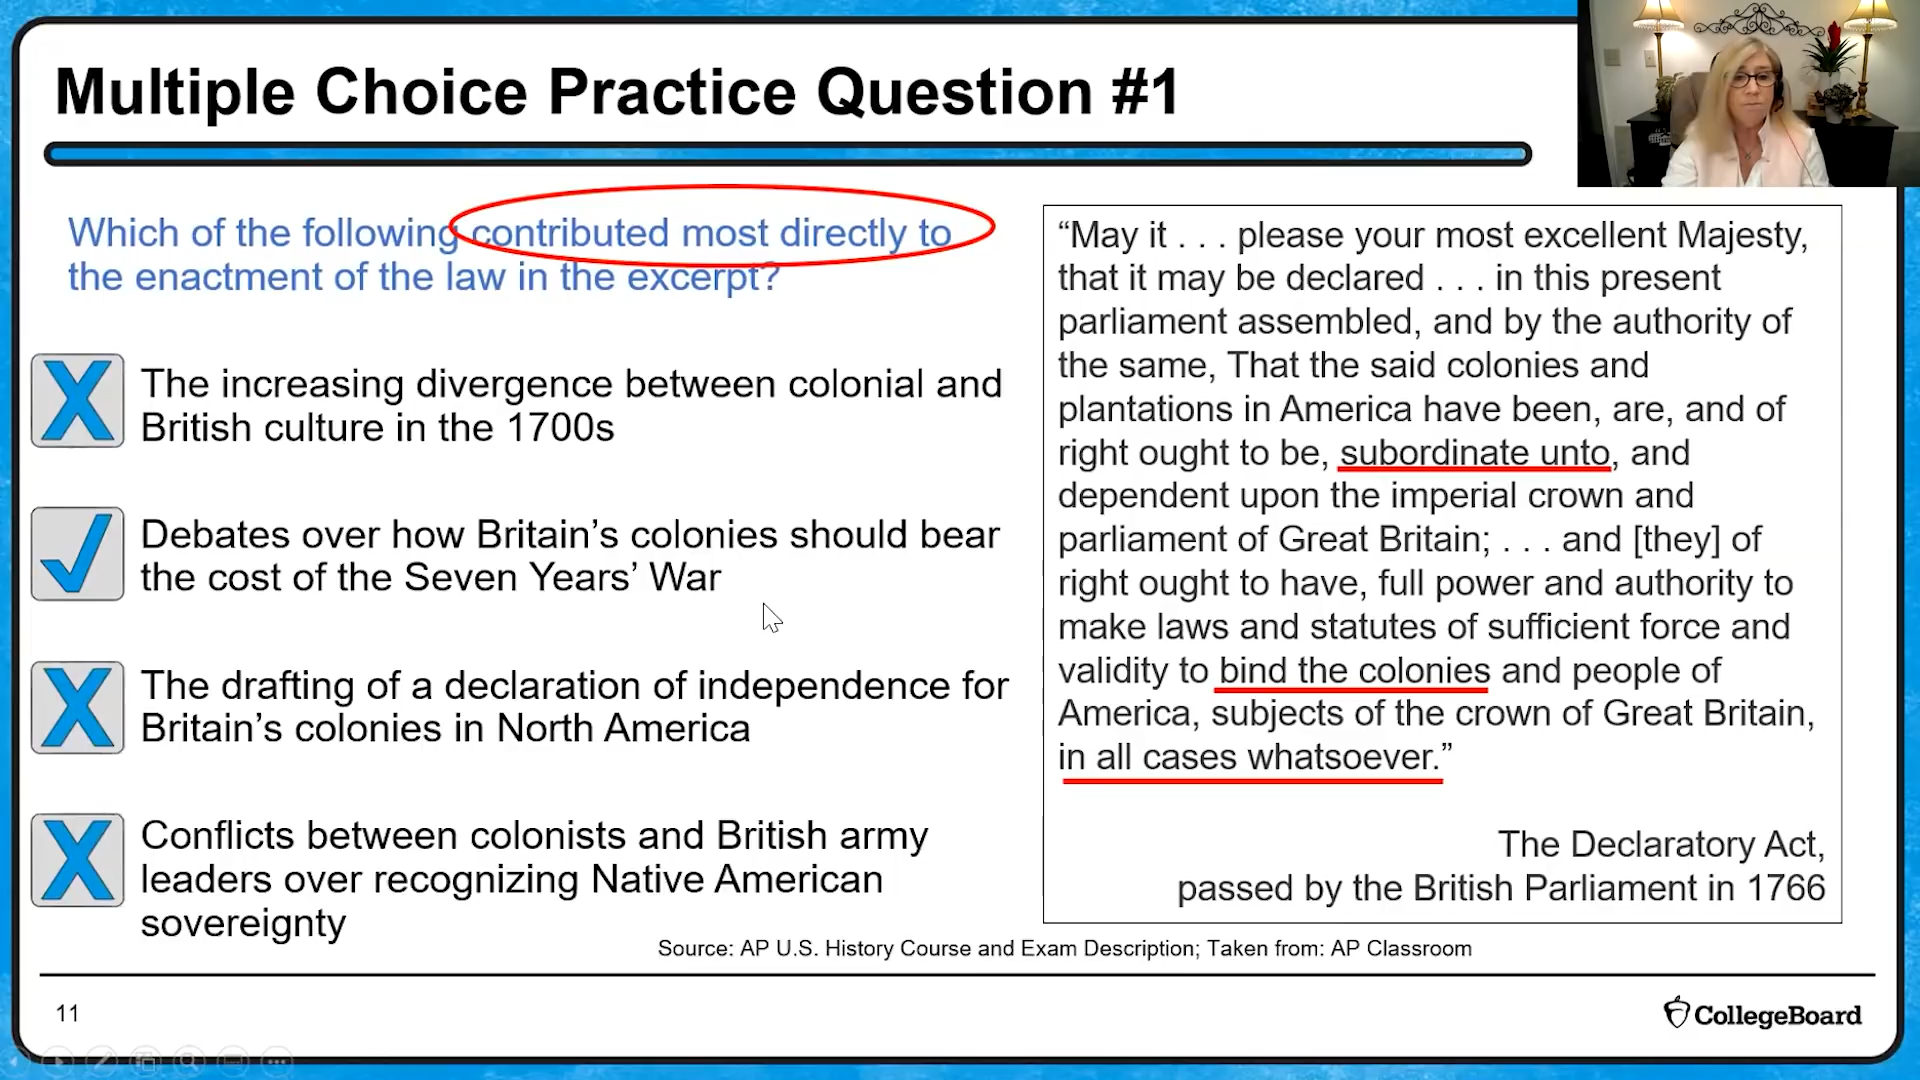 Multiple Choice Practice Question #1
Which of the following contributed most directly to
the enactment of the law in the excerpt?
X
The increasing divergence between colonial and
British culture in the 1700s
Debates over how Britain’s colonies should bear
the cost of the Seven Years’ War
X
The drafting of a declaration of independence for
Britain’s colonies in North America
X
Conflicts between colonists and British army
leaders over recognizing Native American
sovereignty
“May it . . . please your most excellent Majesty,
that it may be declared . . . in this present
parliament assembled, and by the authority of
the same, That the said colonies and
plantations in America have been, are, and of
right ought to be, subordinate unto, and
dependent upon the imperial crown and
parliament of Great Britain; . . . and [they] of
right ought to have, full power and authority to
make laws and statutes of sufficient force and
validity to bind the colonies and people of
America, subjects of the crown of Great Britain,
in all cases whatsoever.”
The Declaratory Act,
passed by the British Parliament in 1766
Source: AP U.S. History Course and Exam Description; Taken from: AP Classroom
11
CollegeBoard